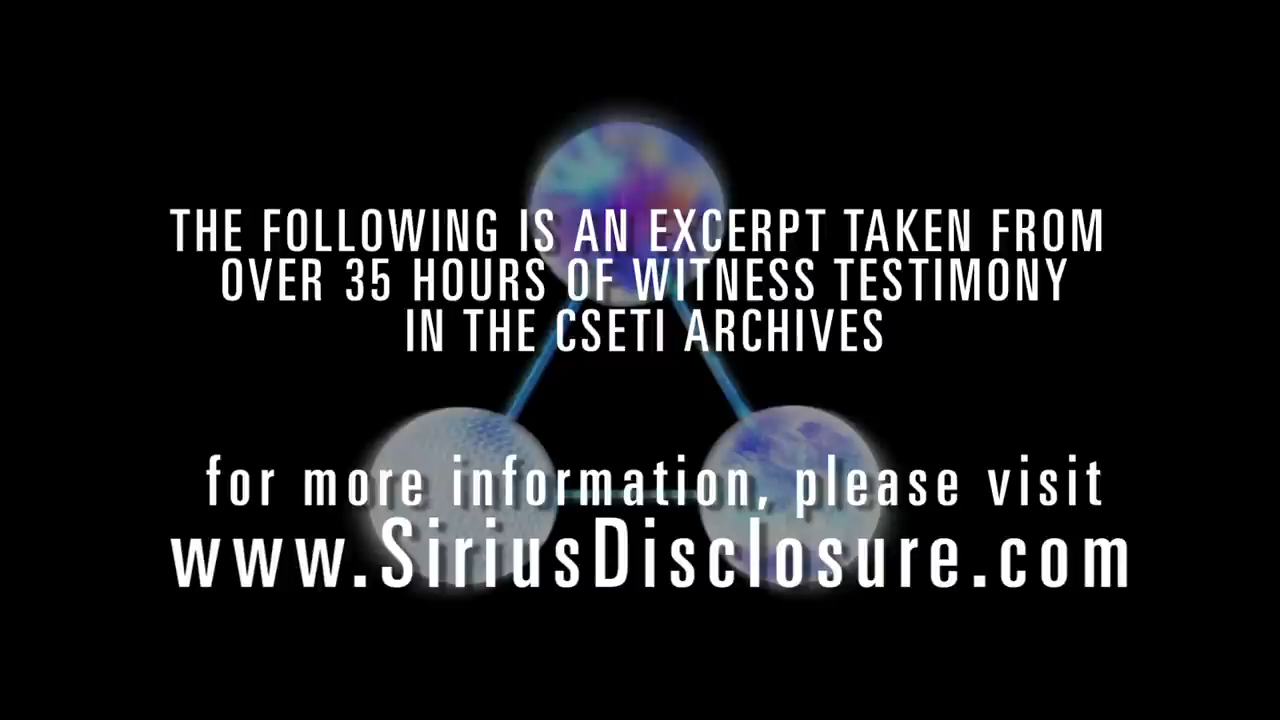 THE FOLLOWING IS AN EXCERPT TAKEN FROM
OVER 35 HOURS OF WITNESS TESTIMONY
IN THE CSETI ARCHIVES
for more information, please visit
www.SiriusDisclosure.com